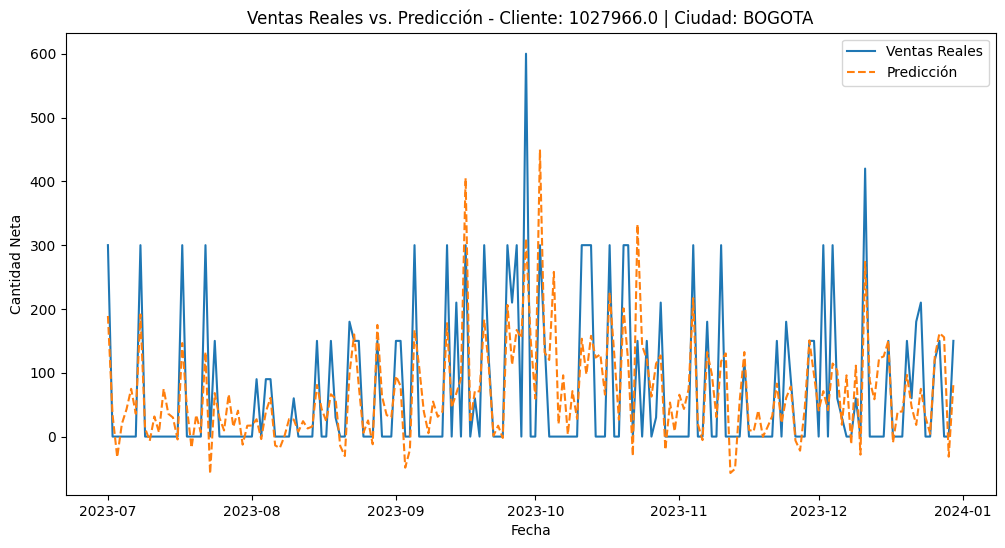 Ventas Reales vs. Predicción - Cliente: 1027966.0 | Ciudad: BOGOTA
Ventas Reales
Predicción
Cantidad Neta
600
500
400
300
200
100
0
2023-07
2023-08
2023-09
2023-10
2023-11
2023-12
2024-01
Fecha